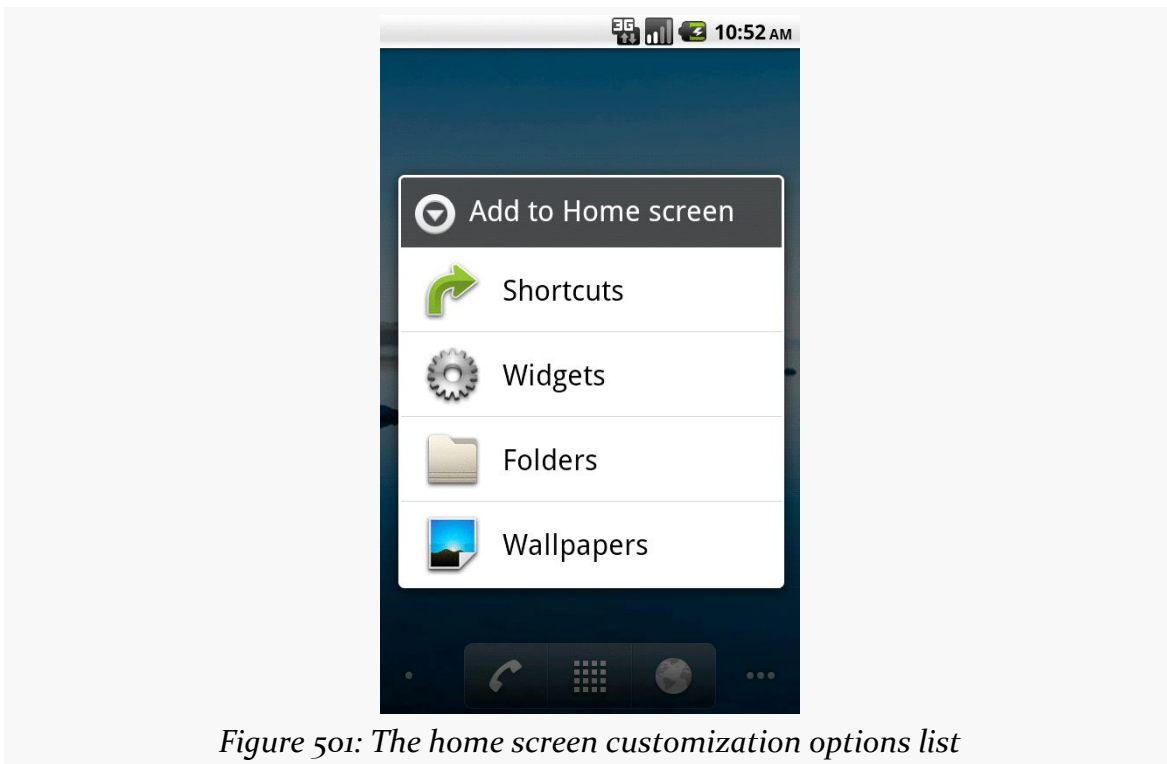 3G 10:52 AM
Add to Home screen
Shortcuts
Widgets
Folders
Wallpapers
Figure 501: The home screen customization options list